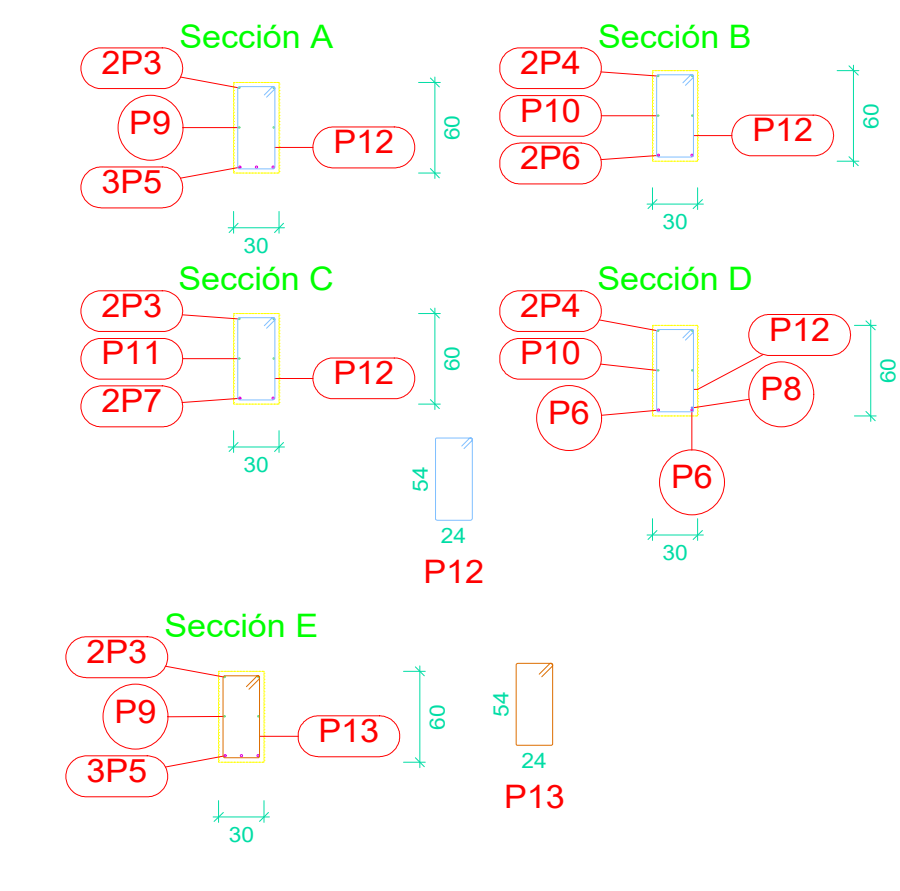 Sección A
2P3
P9
P12
3P5
60
30
Sección B
2P4
P10
P12
2P6
60
30
Sección C
2P3
P11
P12
2P7
60
30
Sección D
2P4
P12
P10
P8
P6
P6
60
30
54
24
P12
Sección E
2P3
P9
P13
3P5
60
30
54
24
P13